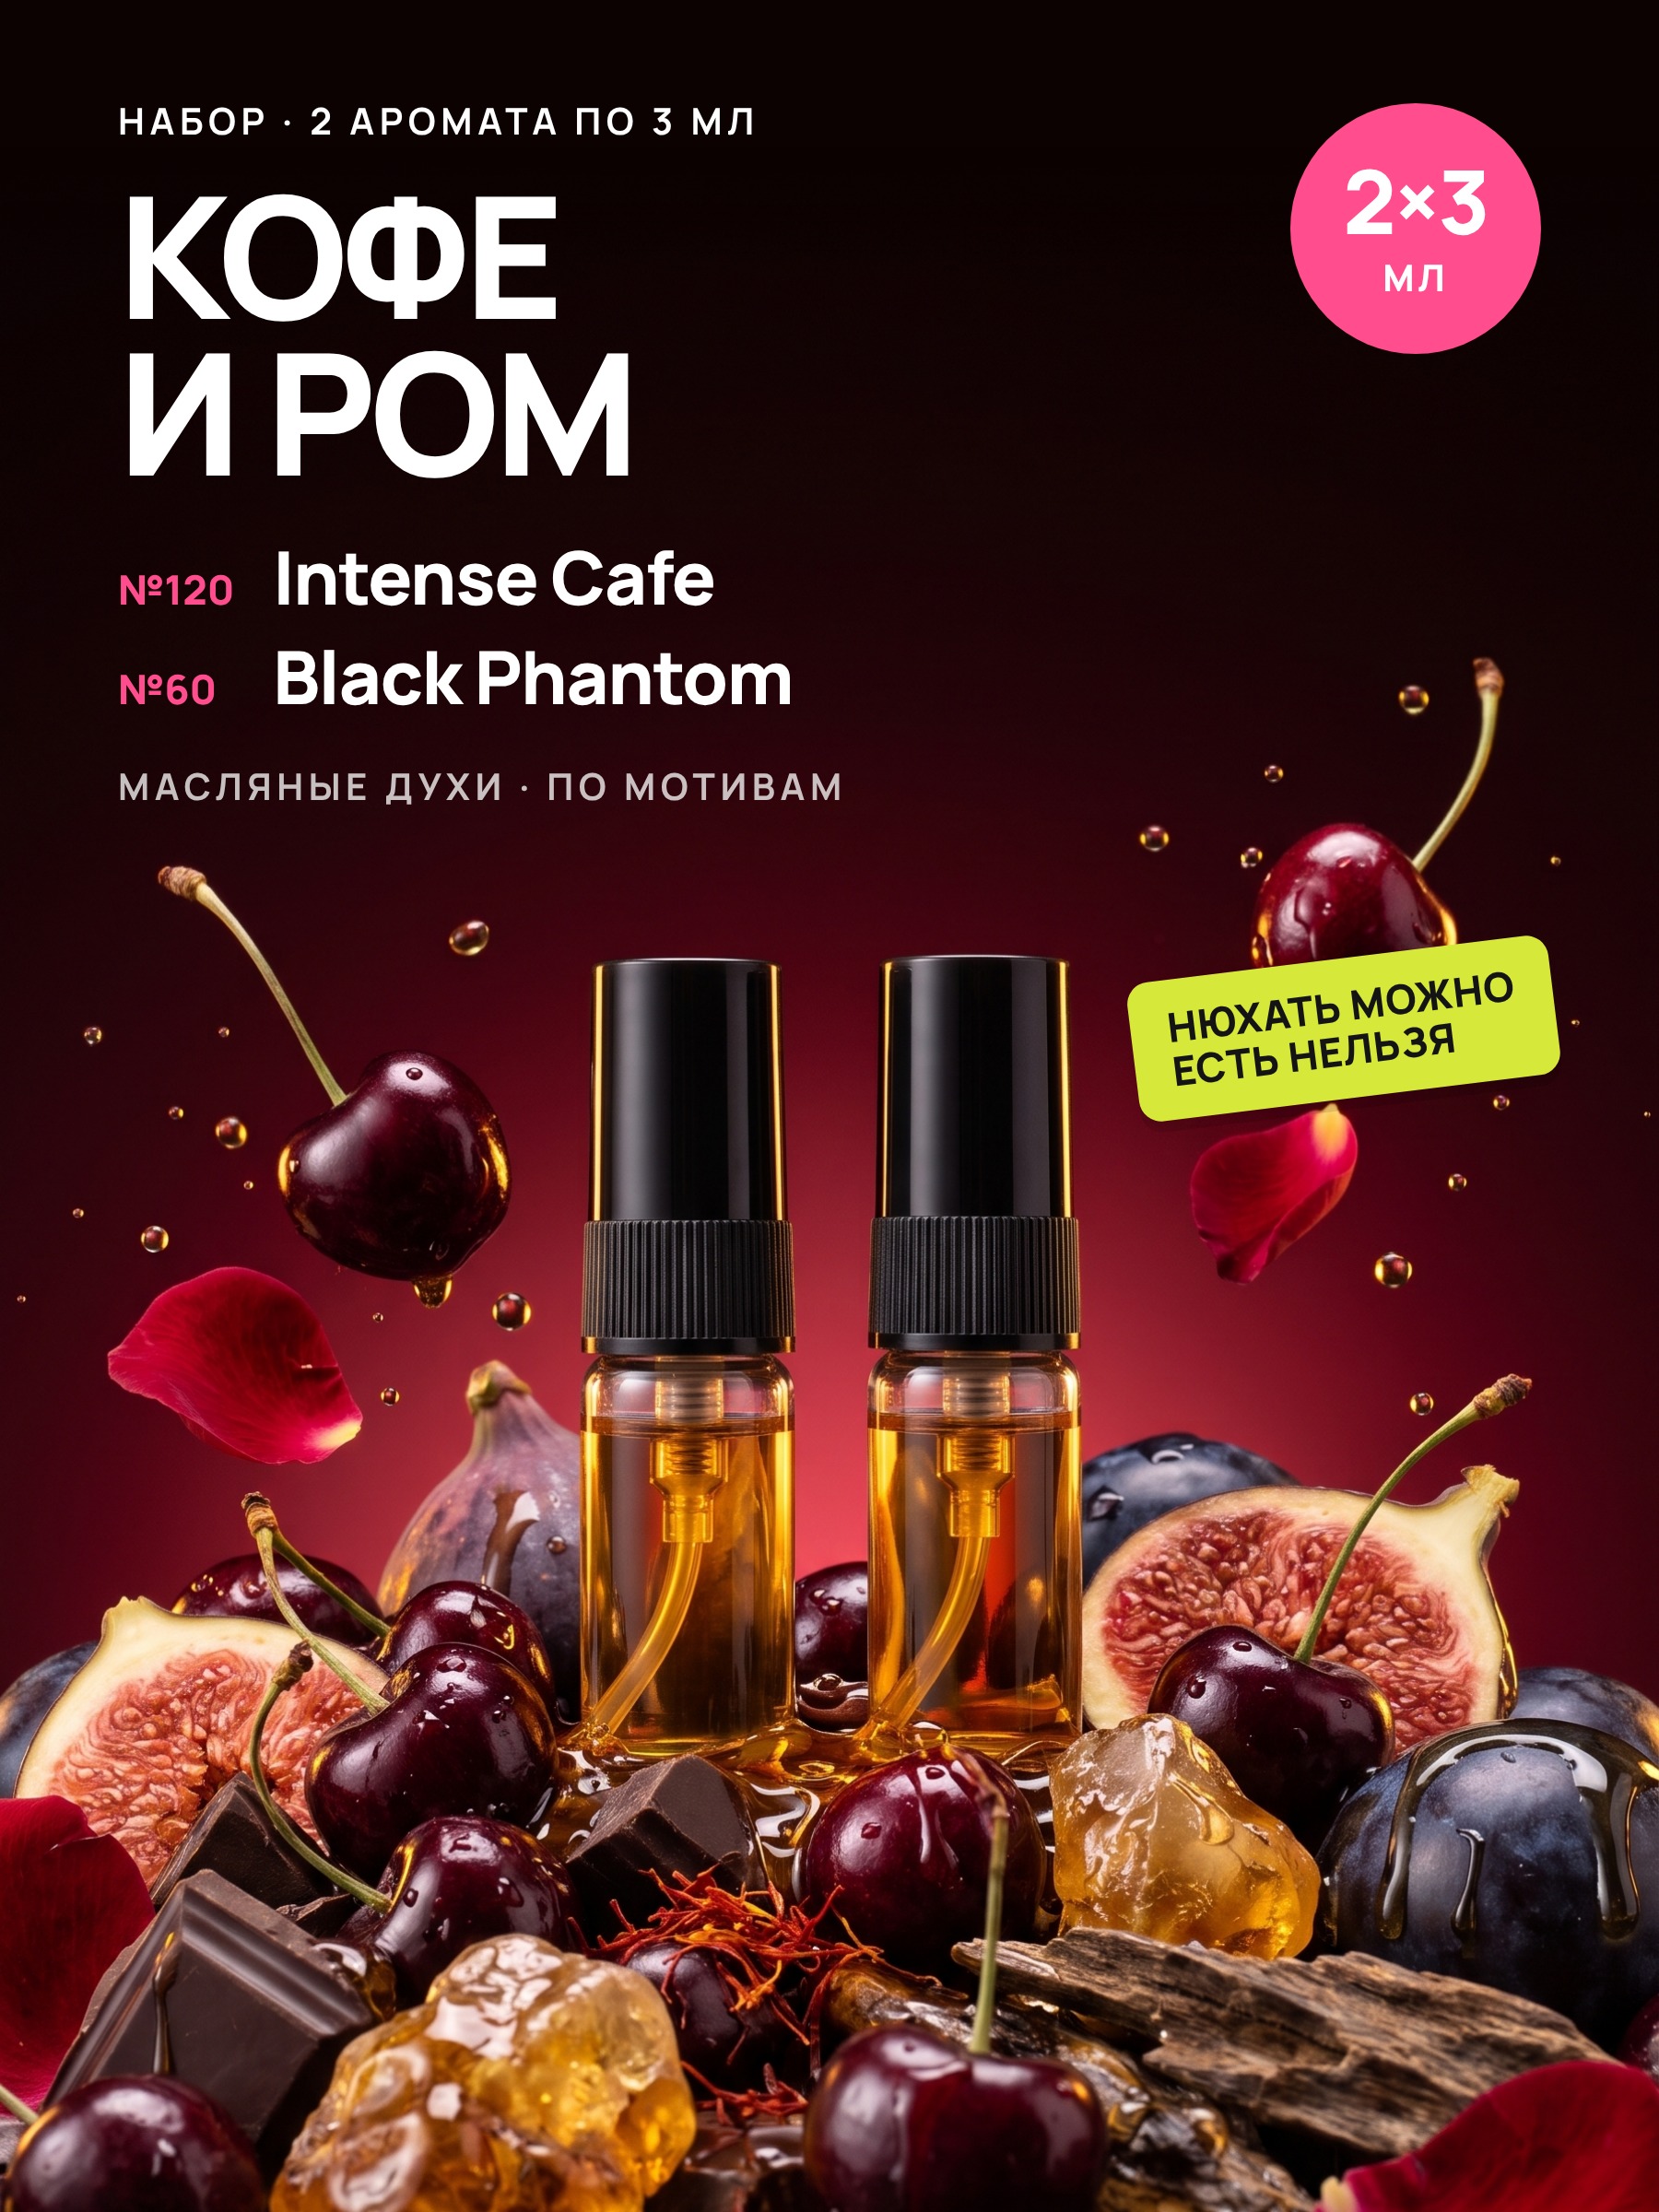 НАБОР · 2 АРОМАТА ПО 3 МЛ
2×3
МЛ
КОФЕ
И РОМ
№120 Intense Cafe
№60 Black Phantom
МАСЛЯНЫЕ ДУХИ · ПО МОТИВАМ
НЮХАТЬ МОЖНО
ЕСТЬ НЕЛЬЗЯ